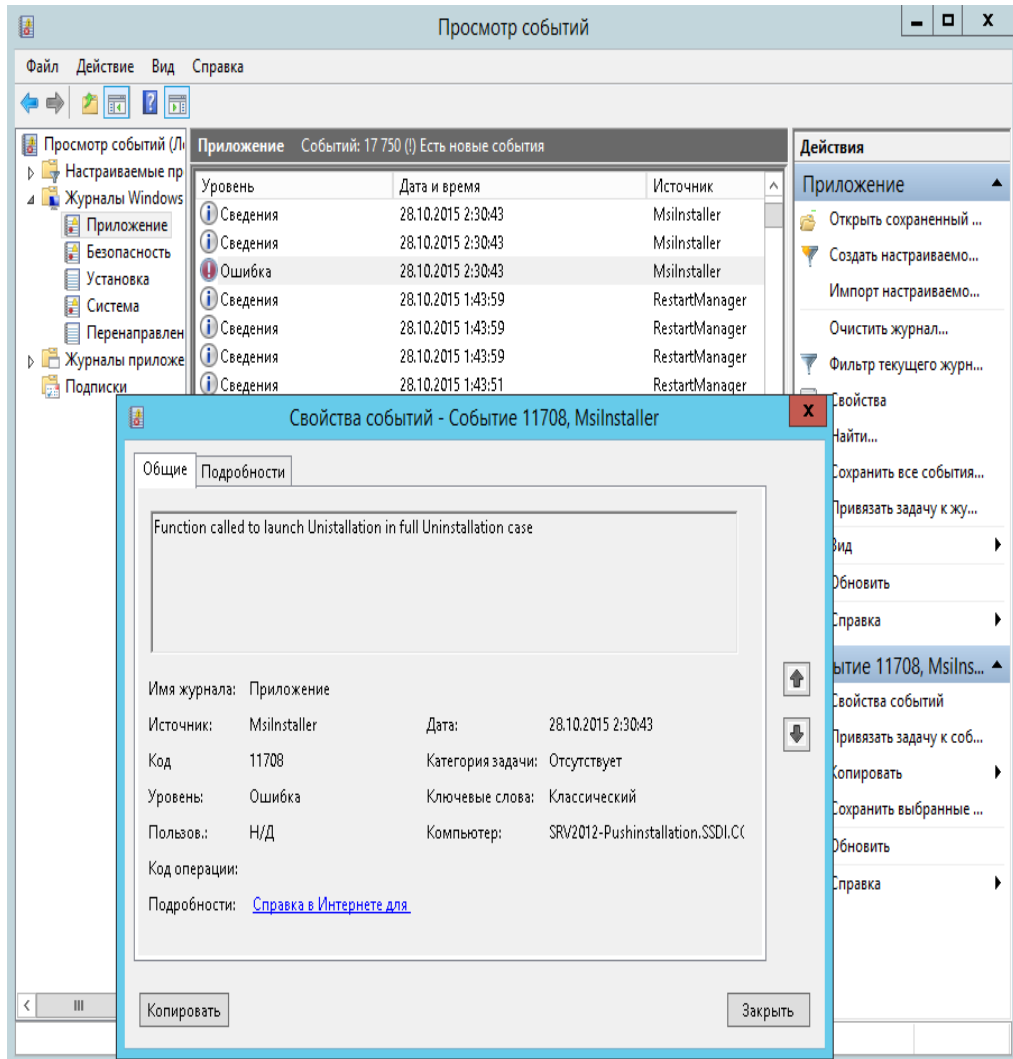 Просмотр событий
Файл Действие Вид Справка
Просмотр событий (Л
Настраиваемые пр
Журналы Windows
Приложение
Безопасность
Установка
Система
Перенаправлен
Журналы приложе
Подписки
Приложение Событий: 17 750 (!) Есть новые события
Уровень Дата и время Источник
Сведения 28.10.2015 2:30:43 MsiInstaller
Сведения 28.10.2015 2:30:43 MsiInstaller
Ошибка 28.10.2015 2:30:43 MsiInstaller
Сведения 28.10.2015 1:43:59 RestartManager
Сведения 28.10.2015 1:43:59 RestartManager
Сведения 28.10.2015 1:43:59 RestartManager
Сведения 28.10.2015 1:43:51 RestartManager
Действия
Приложение
Открыть сохраненный ...
Создать настраиваемо...
Импорт настраиваемо...
Очистить журнал...
Фильтр текущего журн...
Свойства
Найти...
Сохранить все события...
Привязать задачу к жу...
Вид
Обновить
Справка
ытие 11708, MsiIns...
Свойства событий
Привязать задачу к соб...
Копировать
Сохранить выбранные ...
Обновить
Справка
Свойства событий - Событие 11708, MsiInstaller
Общие Подробности
Function called to launch Unistallation in full Uninstallation case
Имя журнала: Приложение
Источник: MsiInstaller Дата: 28.10.2015 2:30:43
Код 11708 Категория задачи: Отсутствует
Уровень: Ошибка Ключевые слова: Классический
Пользов.: Н/Д Компьютер: SRV2012-Pushinstallation.SSDI.C
Код операции:
Подробности: Справка в Интернете для
Копировать Закрыть